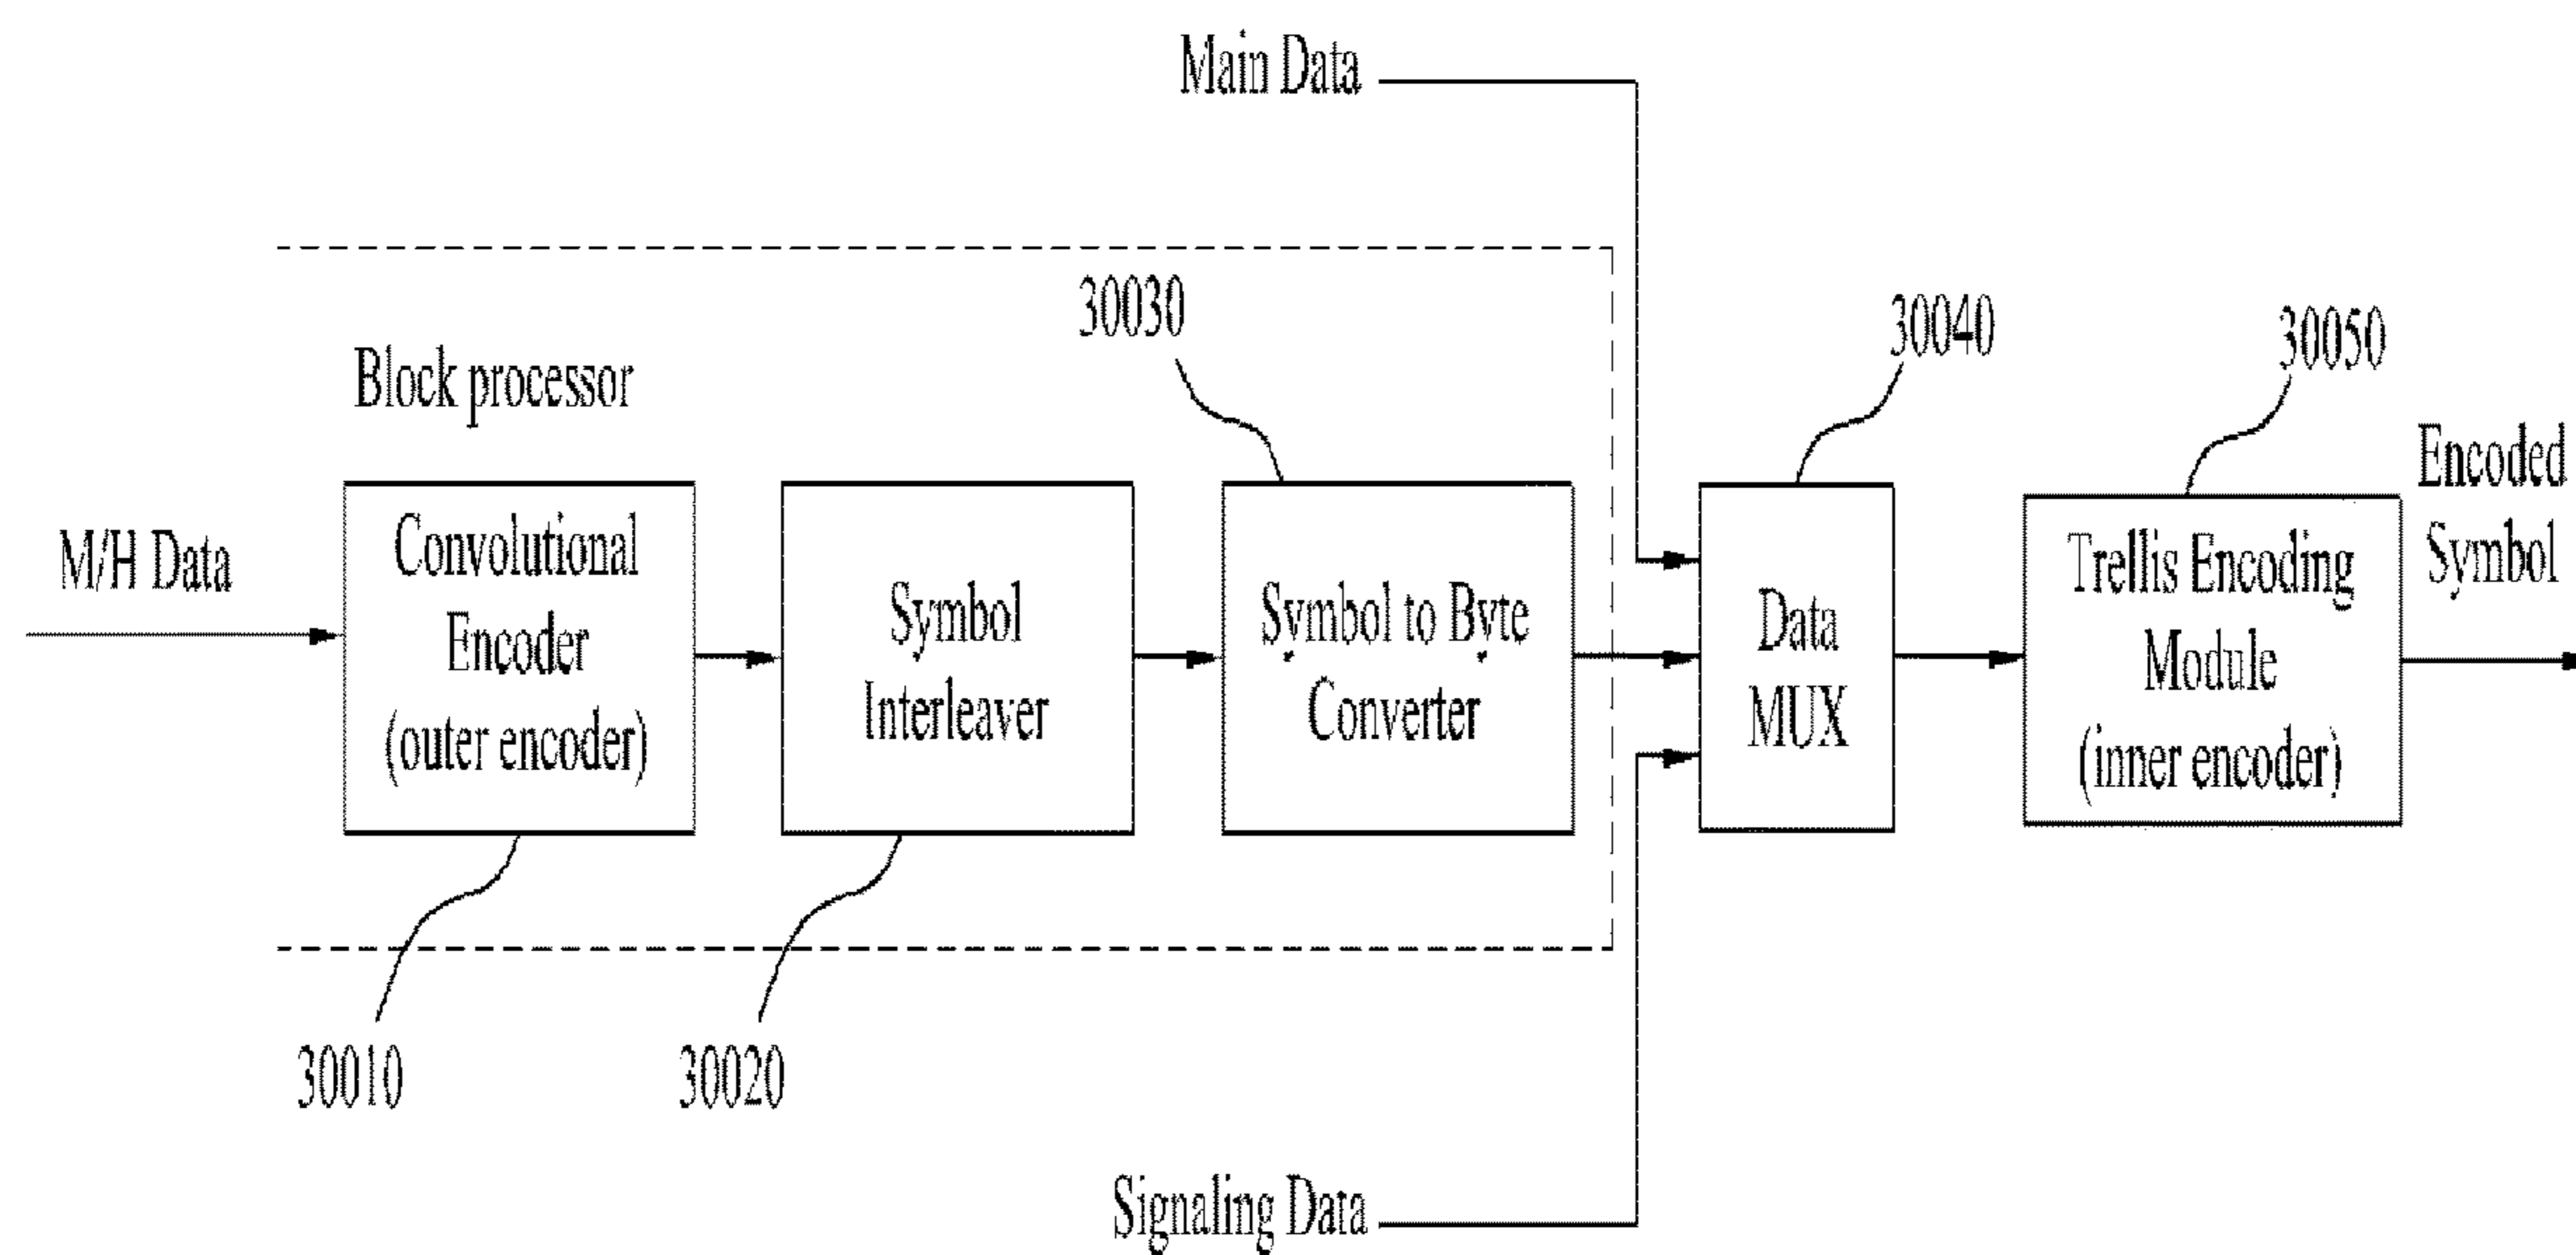 Main Data
30030
30040
30050
Block processor
Encoded
Symbol
M/H Data
Convolutional
Encoder
(outer encoder)
Symbol
Interleaver
Symbol to Byte
Converter
Data
MUX
Trellis Encoding
Module
(inner encoder)
30010
30020
Signaling Data